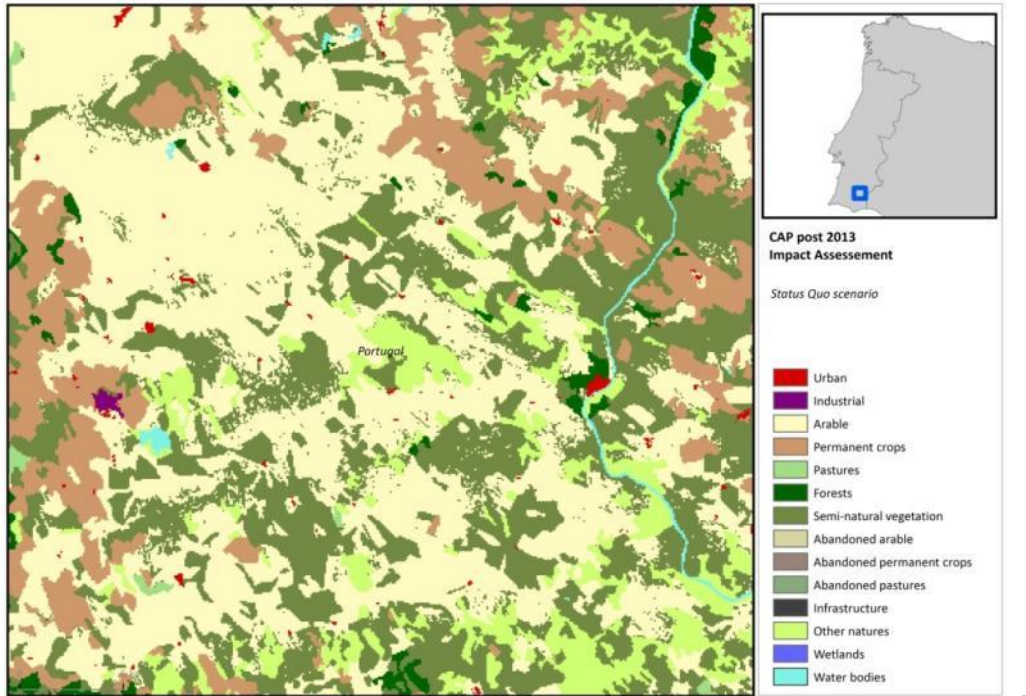 Portugal
CAP post 2013
Impact Assessement
Status Quo scenario
Urban
Industrial
Arable
Permanent crops
Pastures
Forests
Semi-natural vegetation
Abandoned arable
Abandoned permanent crops
Abandoned pastures
Infrastructure
Other natures
Wetlands
Water bodies